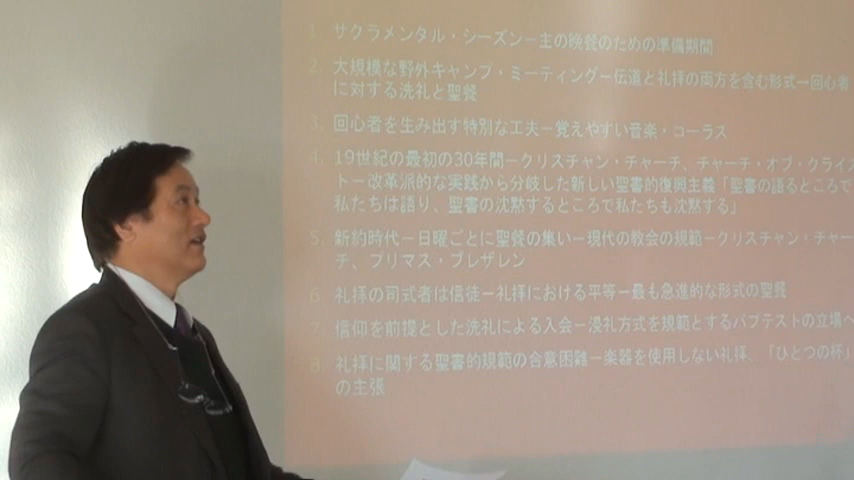 1. サクラメンタル・シーズンー主の晩餐のための準備期間
2. 大規模な野外キャンプ・ミーティングー伝道と礼拝の両方を含む形式→回心者
に対する洗礼と聖餐
3. 回心者を生み出す特別な工夫ー覚えやすい音楽・コーラス
4. 19世紀の最初の30年間ークリスチャン・チャーチ、チャーチ・オブ・クライス
トー改革派的な実践から分岐した新しい聖書的復興主義「聖書の語るところで
私たちは語り、聖書の沈黙するところで私たちも沈黙する」
5. 新約時代ー日曜ごとに聖餐の集いー現代の教会の規範ークリスチャン・チャー
チ、プリマス・ブレザレン
6. 礼拝の司式者は信徒ー礼拝における平等ー最も急進的な形式の聖餐
7. 信仰を前提とした洗礼による入会ー浸礼方式を規範とするバプテストの立場へ
8. 礼拝に関する聖書的規範の合意困難ー楽器を使用しない礼拝、「ひとつの杯」
の主張